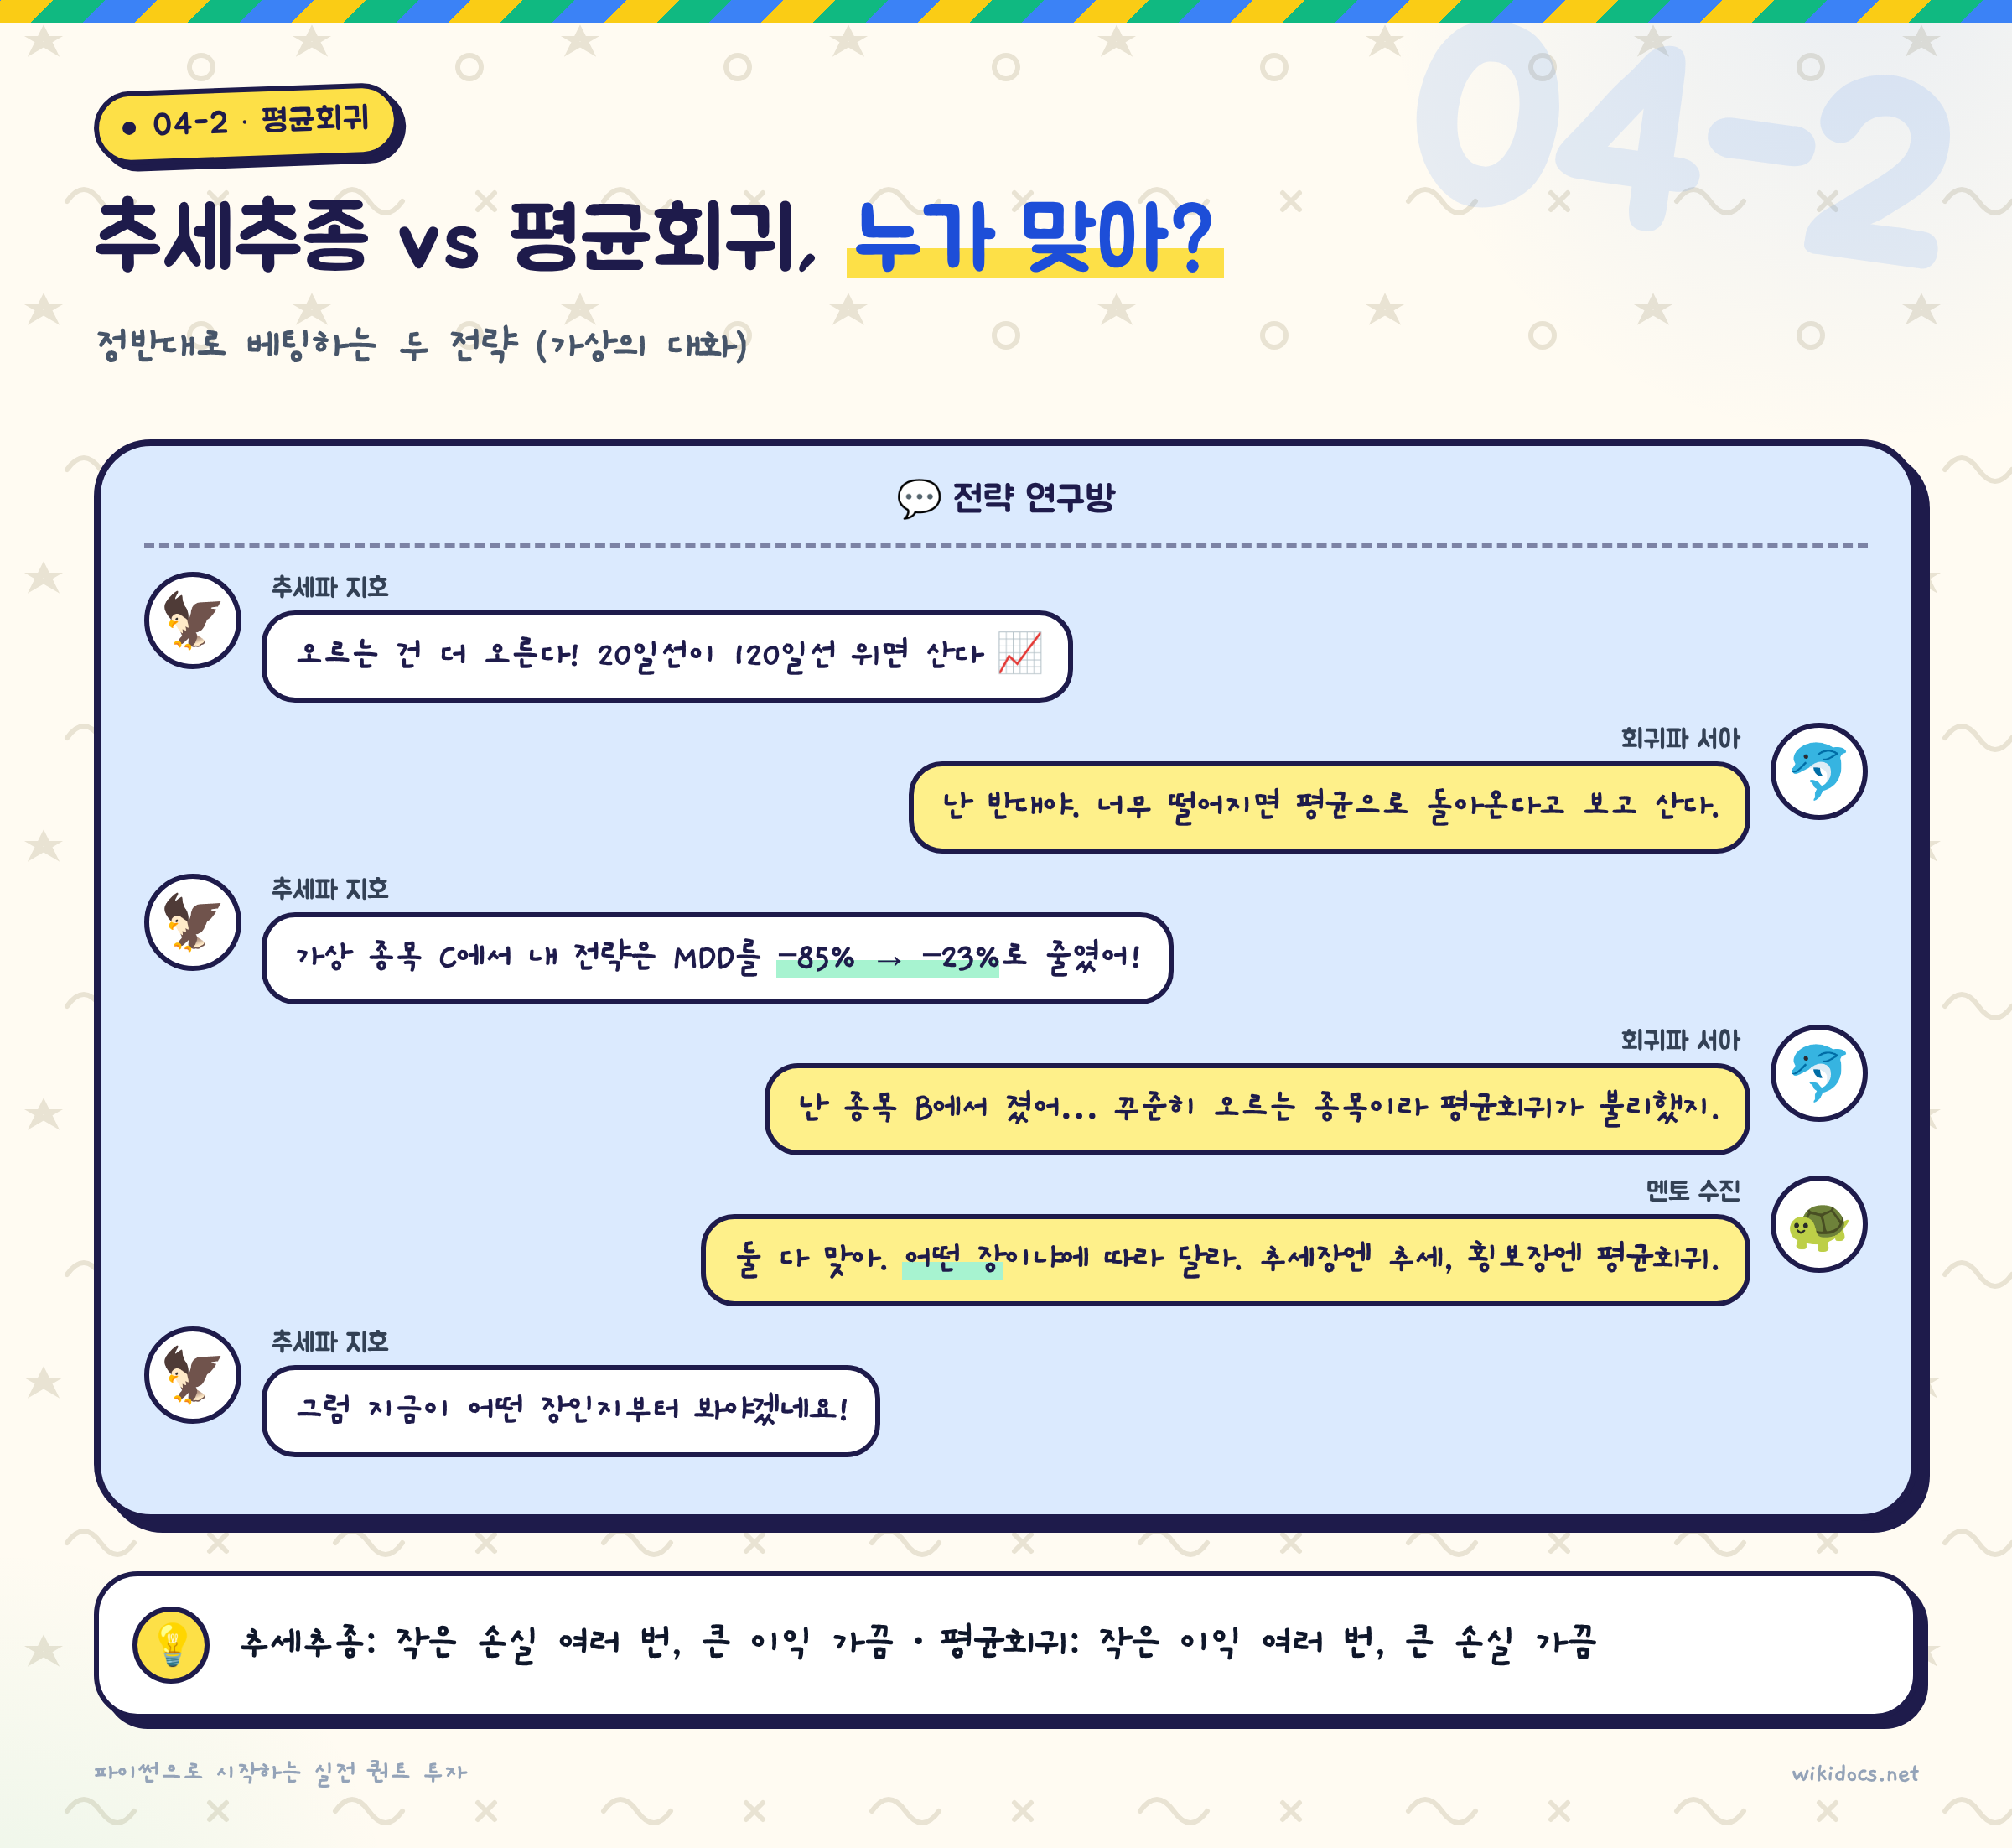 04-2
04-2 · 평균회귀
추세추종 vs 평균회귀, 누가 맞아?
정반대로 베팅하는 두 전략 (가상의 대화)
전략 연구방
추세파 지호
오르는 건 더 오른다! 20일선이 120일선 위면 산다
회귀파 서아
난 반대야. 너무 떨어지면 평균으로 돌아온다고 보고 산다.
추세파 지호
가상 종목 C에서 내 전략은 MDD를 −85% → −23%로 줄였어!
회귀파 서아
난 종목 B에서 졌어... 꾸준히 오르는 종목이라 평균회귀가 불리했지.
멘토 수진
둘 다 맞아. 어떤 장이냐에 따라 달라. 추세장엔 추세, 횡보장엔 평균회귀.
추세파 지호
그럼 지금이 어떤 장인지부터 봐야겠네요!
추세추종: 작은 손실 여러 번, 큰 이익 가끔 · 평균회귀: 작은 이익 여러 번, 큰 손실 가끔
파이썬으로 시작하는 실전 퀀트 투자
wikidocs.net